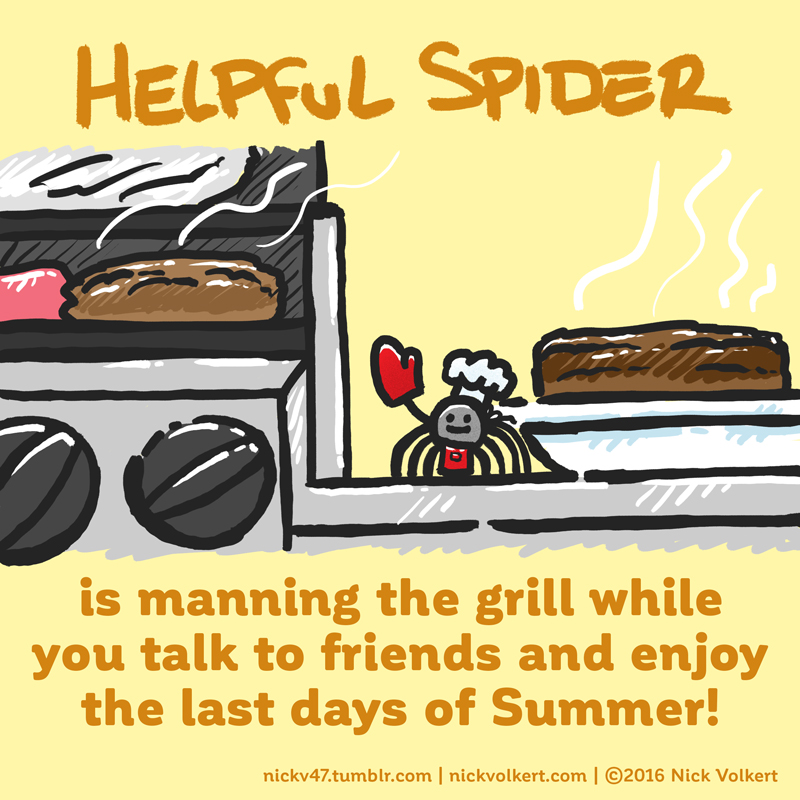 Helpful Spider
is manning the grill while
you talk to friends and enjoy
the last days of Summer!
nickv47.tumblr.com | nickvolkert.com | ©2016 Nick Volkert